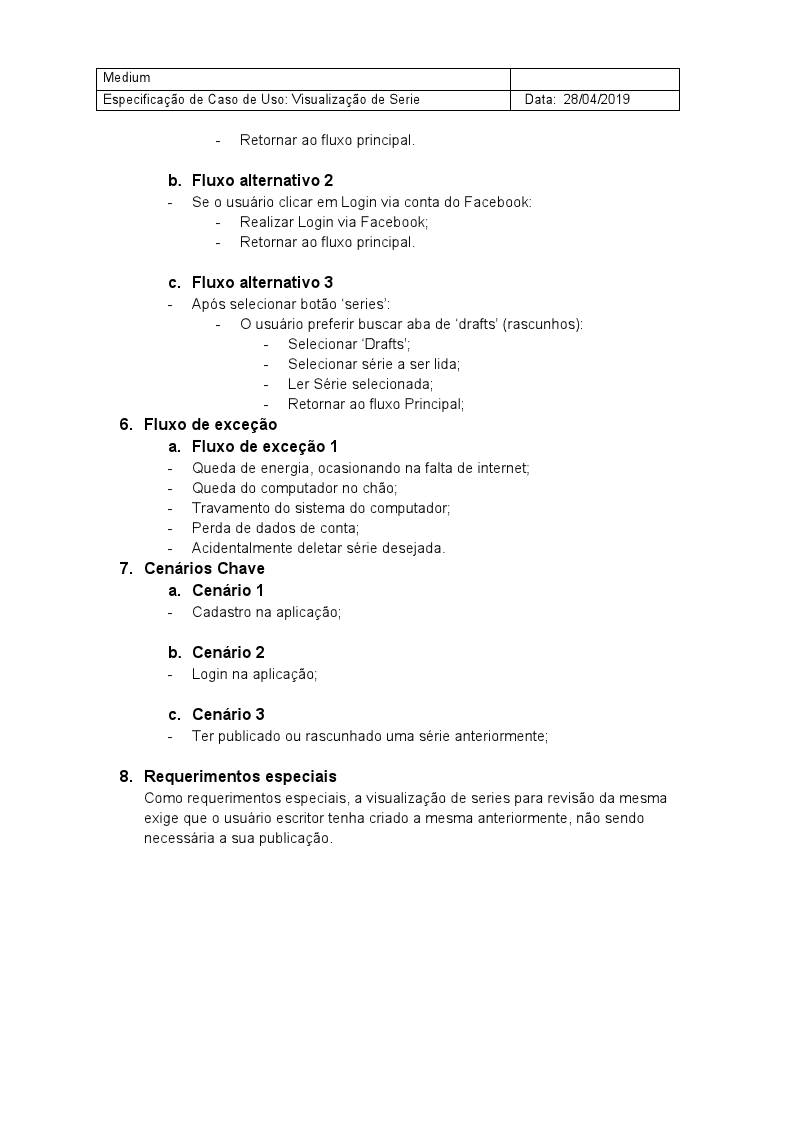 Medium
Especificação de Caso de Uso: Visualização de Serie Data: 28/04/2019
- Retornar ao fluxo principal.
b. Fluxo alternativo 2
- Se o usuário clicar em Login via conta do Facebook:
- Realizar Login via Facebook;
- Retornar ao fluxo principal.
c. Fluxo alternativo 3
- Após selecionar botão ‘series’:
- O usuário preferir buscar aba de ‘drafts’ (rascunhos):
- Selecionar ‘Drafts’;
- Selecionar série a ser lida;
- Ler Série selecionada;
- Retornar ao fluxo Principal;
6. Fluxo de exceção
a. Fluxo de exceção 1
- Queda de energia, ocasionando na falta de internet;
- Queda do computador no chão;
- Travamento do sistema do computador;
- Perda de dados de conta;
- Acidentalmente deletar série desejada.
7. Cenários Chave
a. Cenário 1
- Cadastro na aplicação;
b. Cenário 2
- Login na aplicação;
c. Cenário 3
- Ter publicado ou rascunhado uma série anteriormente;
8. Requerimentos especiais
Como requerimentos especiais, a visualização de series para revisão da mesma
exige que o usuário escritor tenha criado a mesma anteriormente, não sendo
necessária a sua publicação.